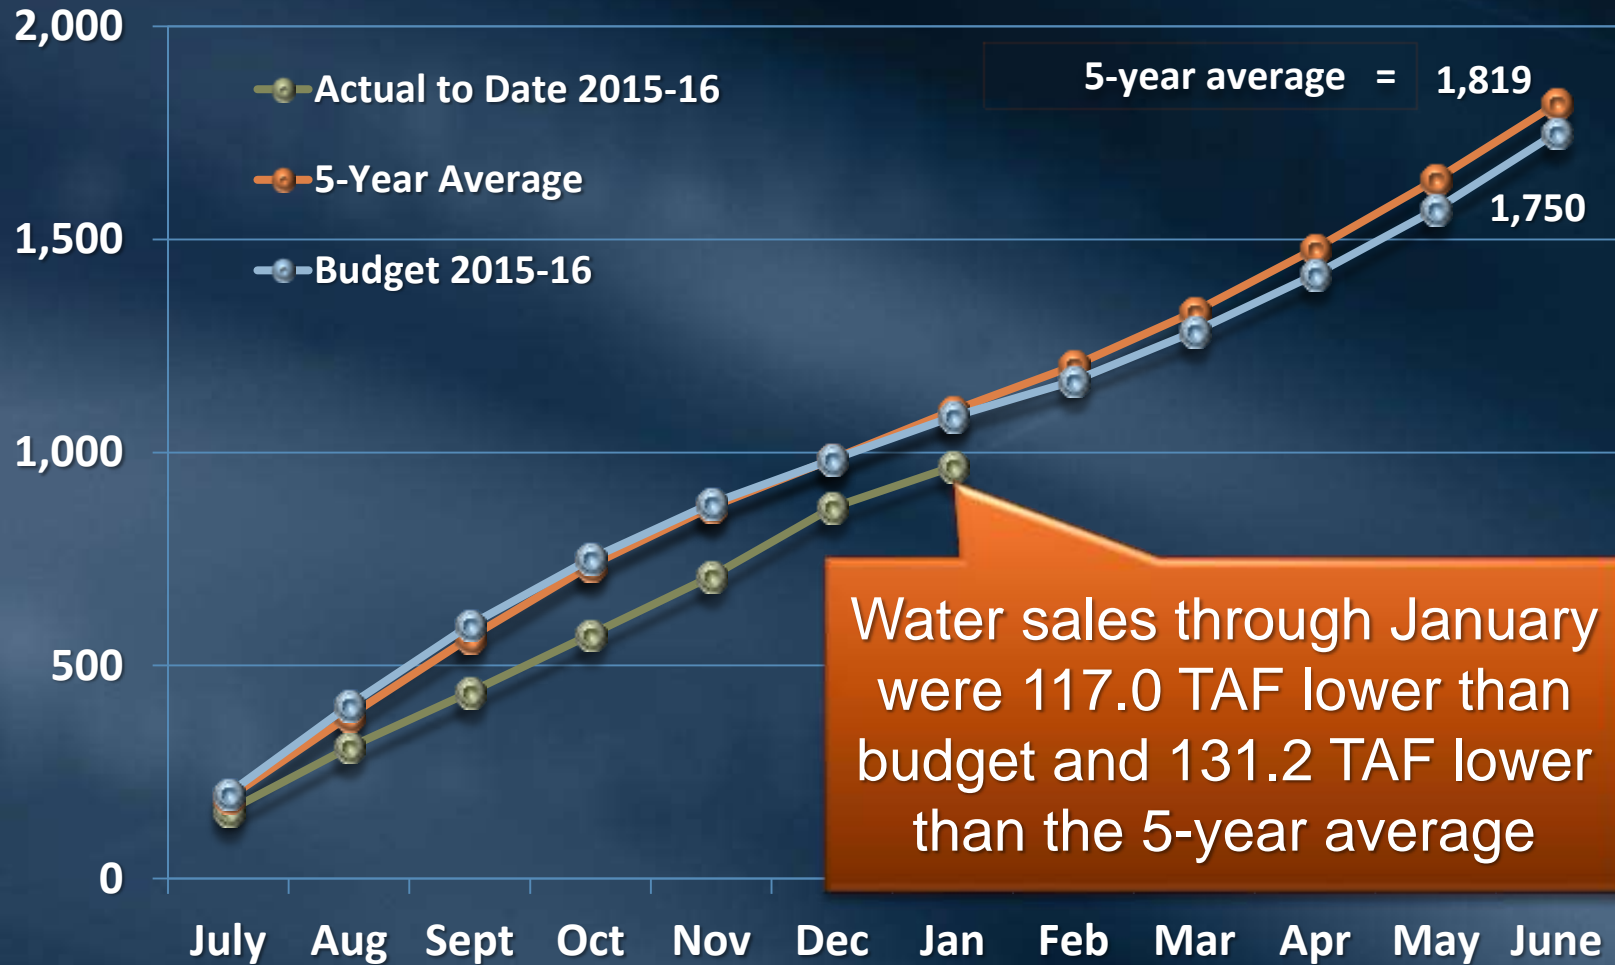 2,000
1,500
1,000
500
0
Actual to Date 2015-16
5-Year Average
Budget 2015-16
5-year average = 1,819
1,750
Water sales through January
were 117.0 TAF lower than
budget and 131.2 TAF lower
than the 5-year average
July Aug Sept Oct Nov Dec Jan Feb Mar Apr May June